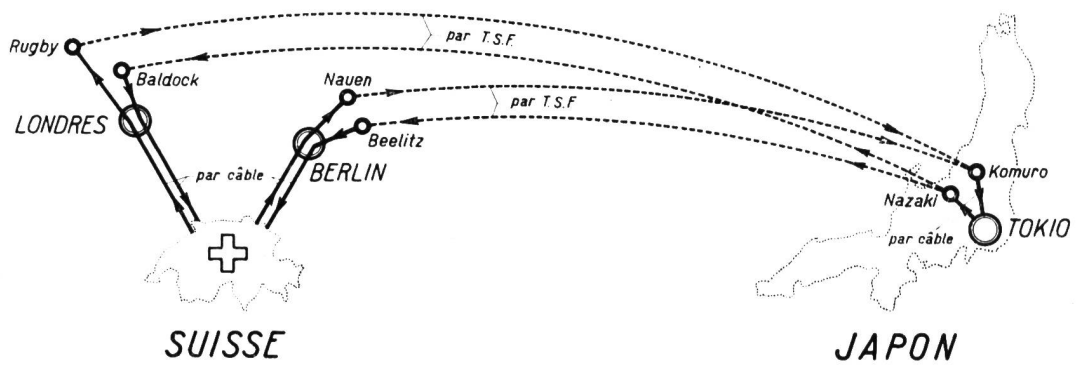 Rugby
par T.S.F.
Baldock
Nauen
LONDRES
par T.S.F
Beelitz
BERLIN
par câble
Komuro
Nazaki
TOKIO
par câble
SUISSE
JAPON